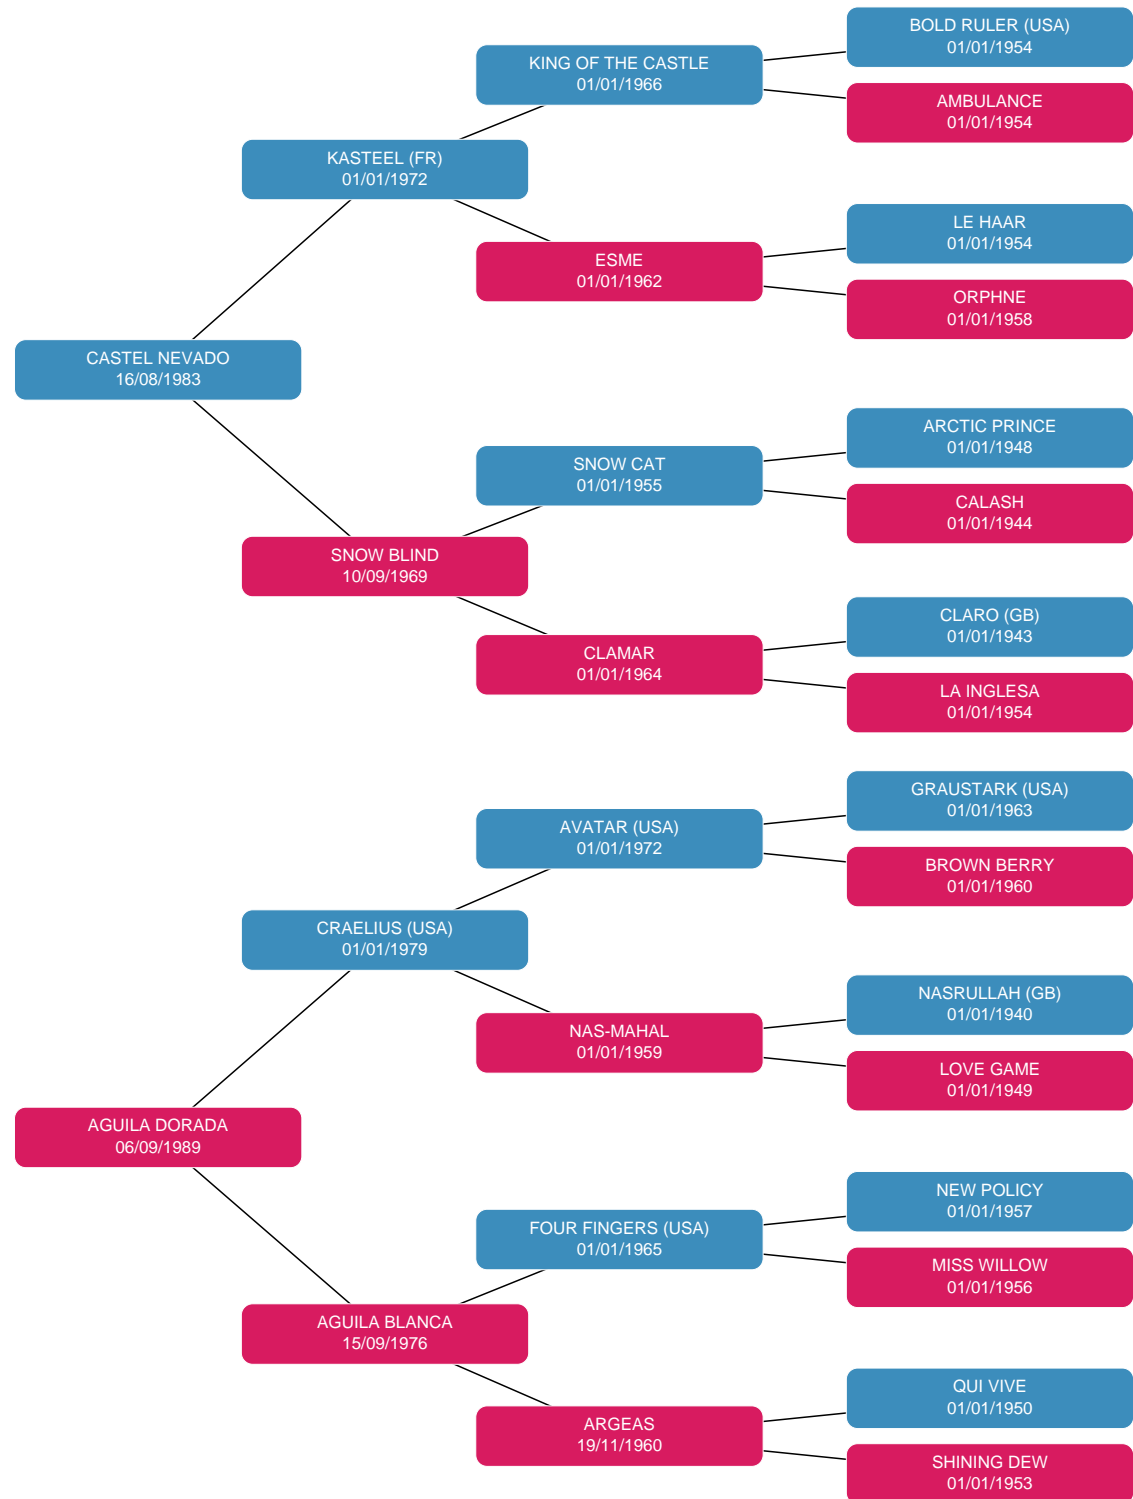 BOLD RULER (USA)
01/01/1954
KING OF THE CASTLE
01/01/1966
AMBULANCE
01/01/1954
KASTEEL (FR)
01/01/1972
LE HAAR
01/01/1954
ESME
01/01/1962
ORPHNE
01/01/1958
CASTEL NEVADO
16/08/1983
ARCTIC PRINCE
01/01/1948
SNOW CAT
01/01/1955
CALASH
01/01/1944
SNOW BLIND
10/09/1969
CLARO (GB)
01/01/1943
CLAMAR
01/01/1964
LA INGLESA
01/01/1954
GRAUSTARK (USA)
01/01/1963
AVATAR (USA)
01/01/1972
BROWN BERRY
01/01/1960
CRAELIUS (USA)
01/01/1979
NASRULLAH (GB)
01/01/1940
NAS-MAHAL
01/01/1959
LOVE GAME
01/01/1949
AGUILA DORADA
06/09/1989
NEW POLICY
01/01/1957
FOUR FINGERS (USA)
01/01/1965
MISS WILLOW
01/01/1956
AGUILA BLANCA
15/09/1976
QUI VIVE
01/01/1950
ARGEAS
19/11/1960
SHINING DEW
01/01/1953